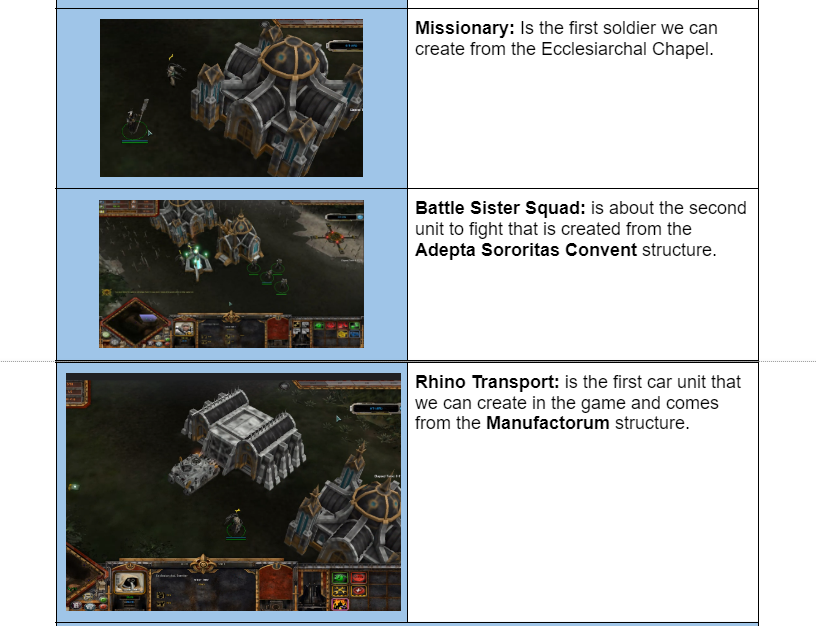 Missionary: Is the first soldier we can
create from the Ecclesiarchal Chapel.
Battle Sister Squad: is about the second
unit to fight that is created from the
Adepta Sororitas Convent structure.
Rhino Transport: is the first car unit that
we can create in the game and comes
from the Manufactorum structure.